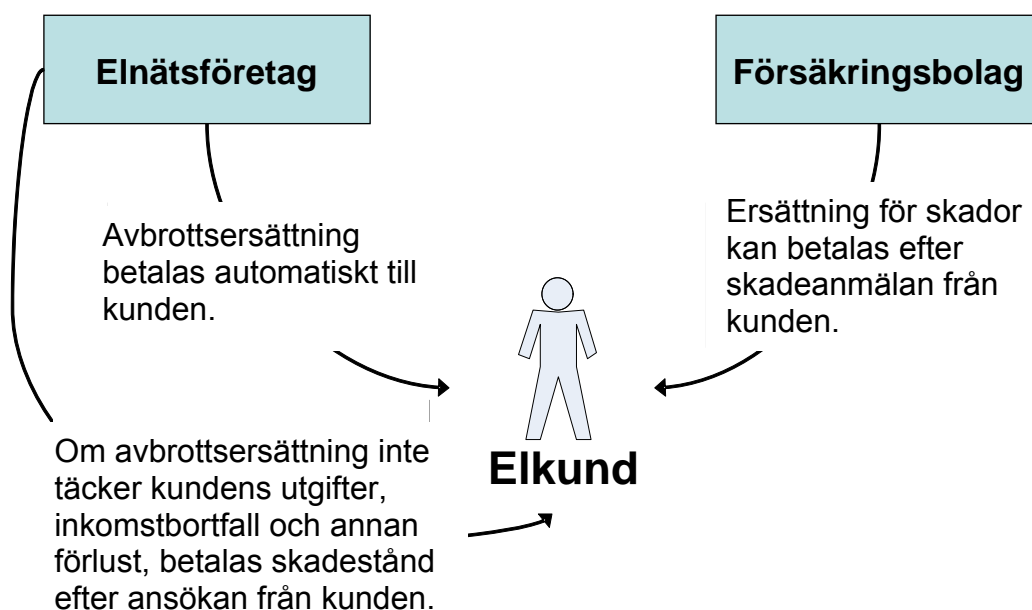 Elnätsföretag
Försäkringsbolag
Avbrottsersättning
betalas automatiskt till
kunden.
Ersättning för skador
kan betalas efter
skadeanmälan från
kunden.
Elkund
Om avbrottsersättning inte
täcker kundens utgifter,
inkomstbortfall och annan
förlust, betalas skadestånd
efter ansökan från kunden.